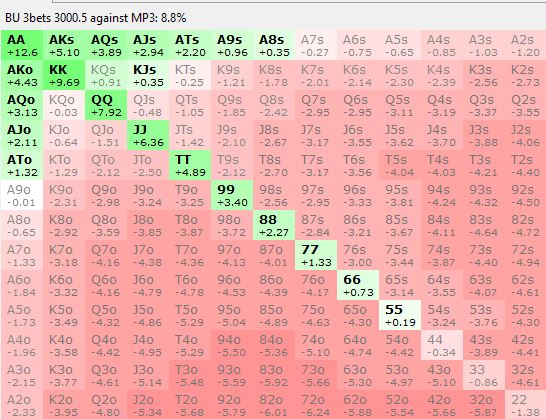 BU 3bets 3000.5 against MP3: 8.8%
AA AKs AQs AJs ATs A9s A8s A7s A6s A5s A4s A3s A2s
+12.6 +5.10 +3.89 +2.94 +2.20 +0.96 +0.35 -0.27 -0.75 -0.65 -0.85 -1.03 -1.20
AKo KK KQs KJs KTs K9s K8s K7s K6s K5s K4s K3s K2s
+4.43 +9.69 +0.91 +0.35 -0.25 -1.21 -1.78 -2.01 -2.14 -2.30 -2.39 -2.56 -2.73
AQo KQo QQ QJs QTs Q9s Q8s Q7s Q6s Q5s Q4s Q3s Q2s
+3.13 -0.03 +7.92 -0.48 -1.05 -1.85 -2.42 -2.95 -2.95 -3.11 -3.19 -3.37 -3.55
AJo KJo QJo JJ JTs J9s J8s J7s J6s J5s J4s J3s J2s
+2.11 -0.64 -1.51 +6.36 -1.42 -2.10 -2.67 -3.17 -3.55 -3.62 -3.70 -3.88 -4.06
ATo KTo QTo JTo TT T9s T8s T7s T6s T5s T4s T3s T2s
+1.32 -1.29 -2.12 -2.50 +4.89 -2.12 -2.70 -3.17 -3.56 -4.04 -4.03 -4.21 -4.40
A9o K9o Q9o J9o T9o 99 98s 97s 96s 95s 94s 93s 92s
-0.01 -2.31 -2.98 -3.24 -3.25 +3.40 -2.56 -2.95 -3.33 -3.81 -4.24 -4.32 -4.50
A8o K8o Q8o J8o T8o 98o 88 87s 86s 85s 84s 83s 82s
-0.65 -2.92 -3.59 -3.85 -3.87 -3.72 +2.27 -2.84 -3.21 -3.67 -4.11 -4.64 -4.72
A7o K7o Q7o J7o T7o 97o 87o 77 76s 75s 74s 73s 72s
-1.33 -3.18 -4.16 -4.38 -4.36 -4.13 -4.01 +1.33 -3.00 -3.44 -3.87 -4.40 -4.94
A6o K6o Q6o J6o T6o 96o 86o 76o 66 65s 64s 63s 62s
-1.84 -3.32 -4.16 -4.79 -4.78 -4.53 -4.39 -4.17 +0.73 -3.14 -3.55 -4.07 -4.61
A5o K5o Q5o J5o T5o 95o 85o 75o 65o 55 54s 53s 52s
-1.73 -3.49 -4.32 -4.86 -5.29 -5.04 -4.89 -4.63 -4.30 +0.19 -3.24 -3.76 -4.30
A4o K4o Q4o J4o T4o 94o 84o 74o 64o 54o 44 43s 42s
-1.96 -3.58 -4.42 -4.95 -5.29 -5.50 -5.36 -5.10 -4.74 -4.42 -0.34 -3.89 -4.41
A3o K3o Q3o J3o T3o 93o 83o 73o 63o 53o 43o 33 32s
-2.15 -3.77 -4.61 -5.14 -5.48 -5.59 -5.92 -5.66 -5.30 -4.97 -5.10 -0.86 -4.61
A2o K2o Q2o J2o T2o 92o 82o 72o 62o 52o 42o 32o 22
-2.33 -3.95 -4.80 -5.34 -5.68 -5.79 -6.01 -6.24 -5.88 -5.54 -5.66 -5.87 -1.38